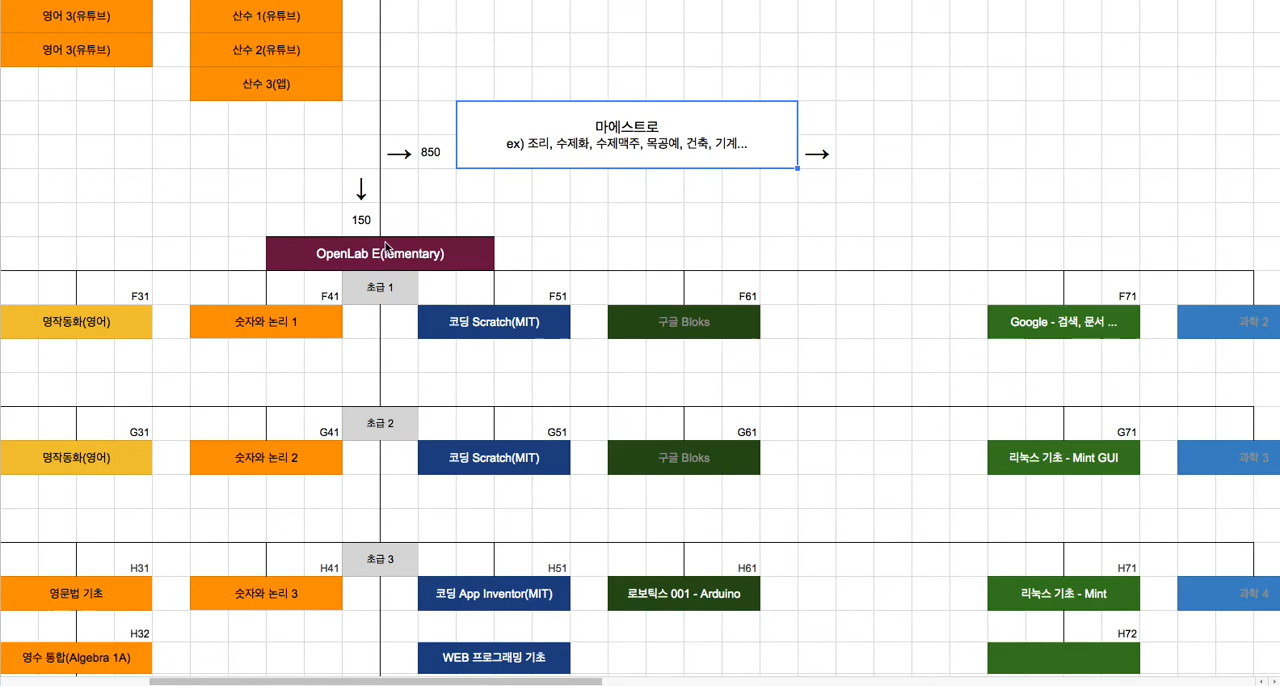 영어 3(유튜브)
산수 1(유튜브)
영어 3(유튜브)
산수 2(유튜브)
산수 3(앱)
마에스트로
ex) 조리, 수제화, 수제맥주, 목공예, 건축, 기계...
→ 850
→
↓
150
OpenLab E(lementary)
초급 1
F31
F41
F51
F61
F71
명작동화(영어)
숫자와 논리 1
코딩 Scratch(MIT)
구글 Bloks
Google - 검색, 문서 ...
과학 2
초급 2
G31
G41
G51
G61
G71
명작동화(영어)
숫자와 논리 2
코딩 Scratch(MIT)
구글 Bloks
리눅스 기초 - Mint GUI
과학 3
초급 3
H31
H41
H51
H61
H71
영문법 기초
숫자와 논리 3
코딩 App Inventor(MIT)
로보틱스 001 - Arduino
리눅스 기초 - Mint
과학 4
H32
H72
영수 통합(Algebra 1A)
WEB 프로그래밍 기초